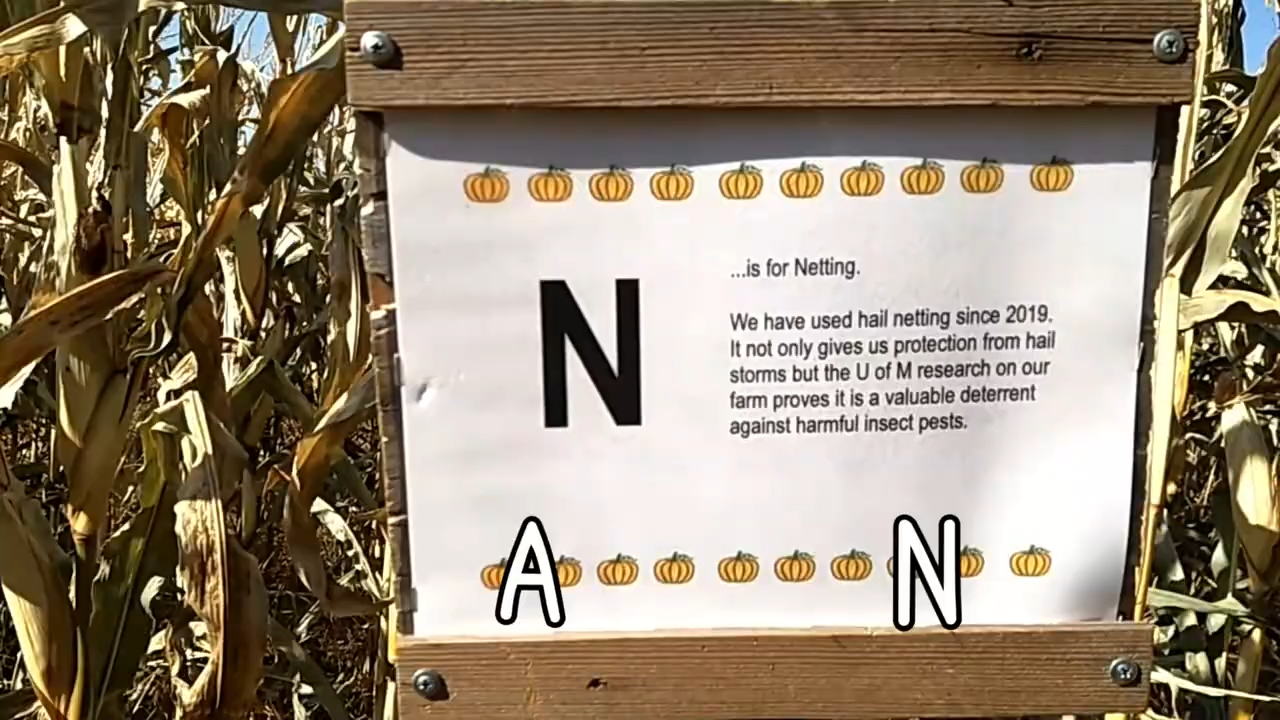 N
...is for Netting.
We have used hail netting since 2019.
It not only gives us protection from hail
storms but the U of M research on our
farm proves it is a valuable deterrent
against harmful insect pests.
A N